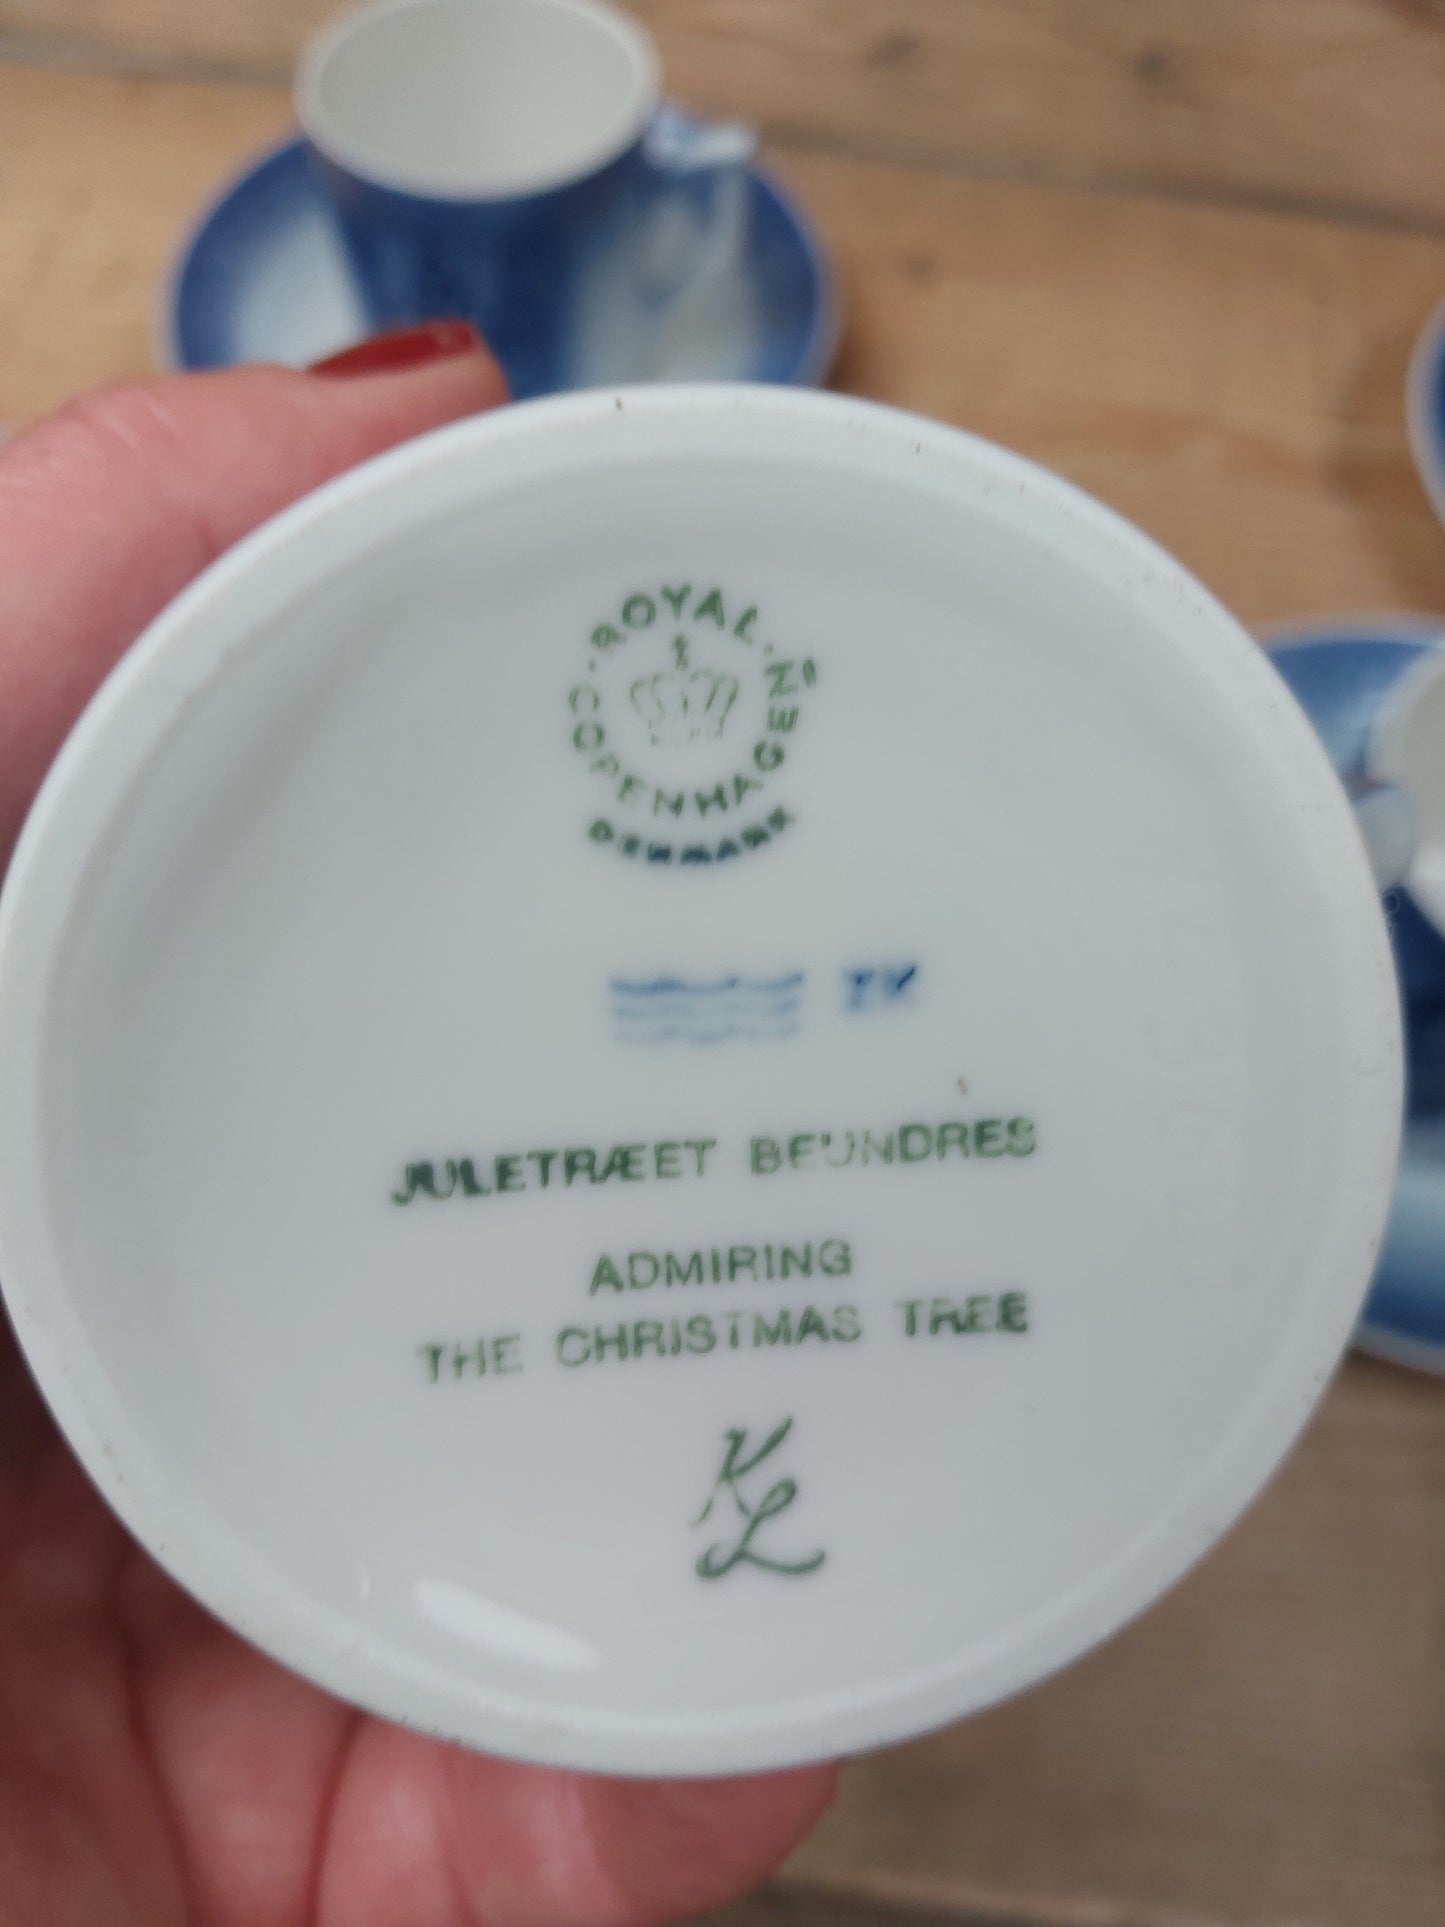 ROYAL
COPENHAGEN
DENMARK
JULETRÆET BEUNDRES
ADMIRING
THE CHRISTMAS TREE
KL